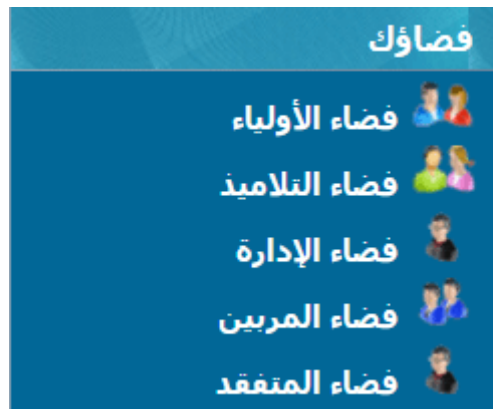 فضاؤك
فضاء الأولياء
فضاء التلاميذ
فضاء الإدارة
فضاء المربين
فضاء المتفقد